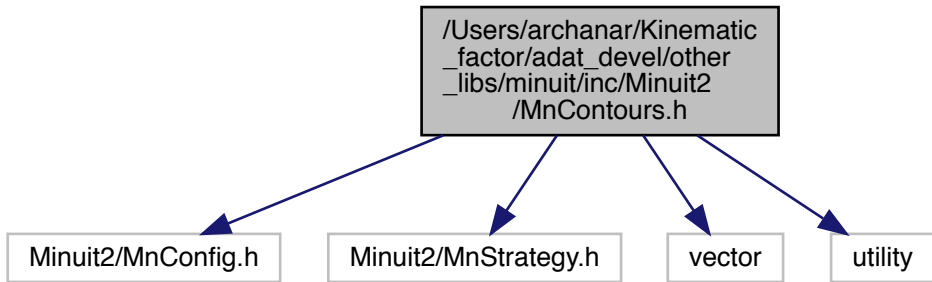 /Users/archanar/Kinematic
_factor/adat_devel/other
_libs/minuit/inc/Minuit2
/MnContours.h
Minuit2/MnConfig.h
Minuit2/MnStrategy.h
vector
utility